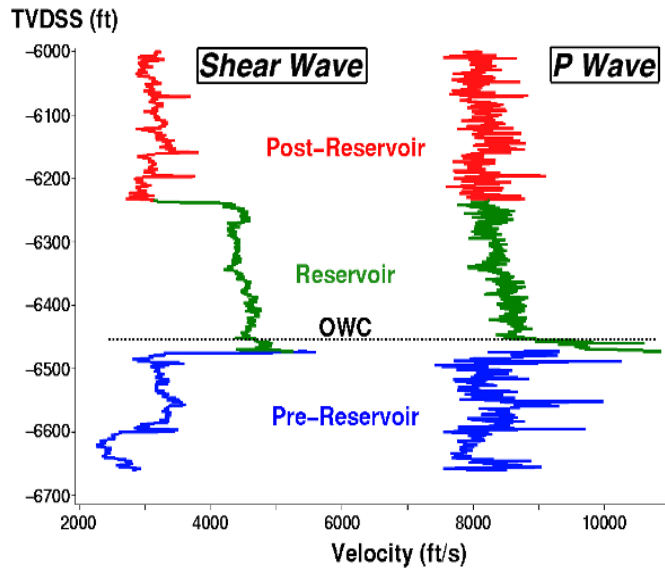 TVDSS (ft)
Shear Wave
P Wave
−6000
−6100
Post−Reservoir
−6200
Reservoir
−6300
−6400
OWC
−6500
Pre−Reservoir
−6600
−6700
2000 4000 6000 8000 10000
Velocity (ft/s)